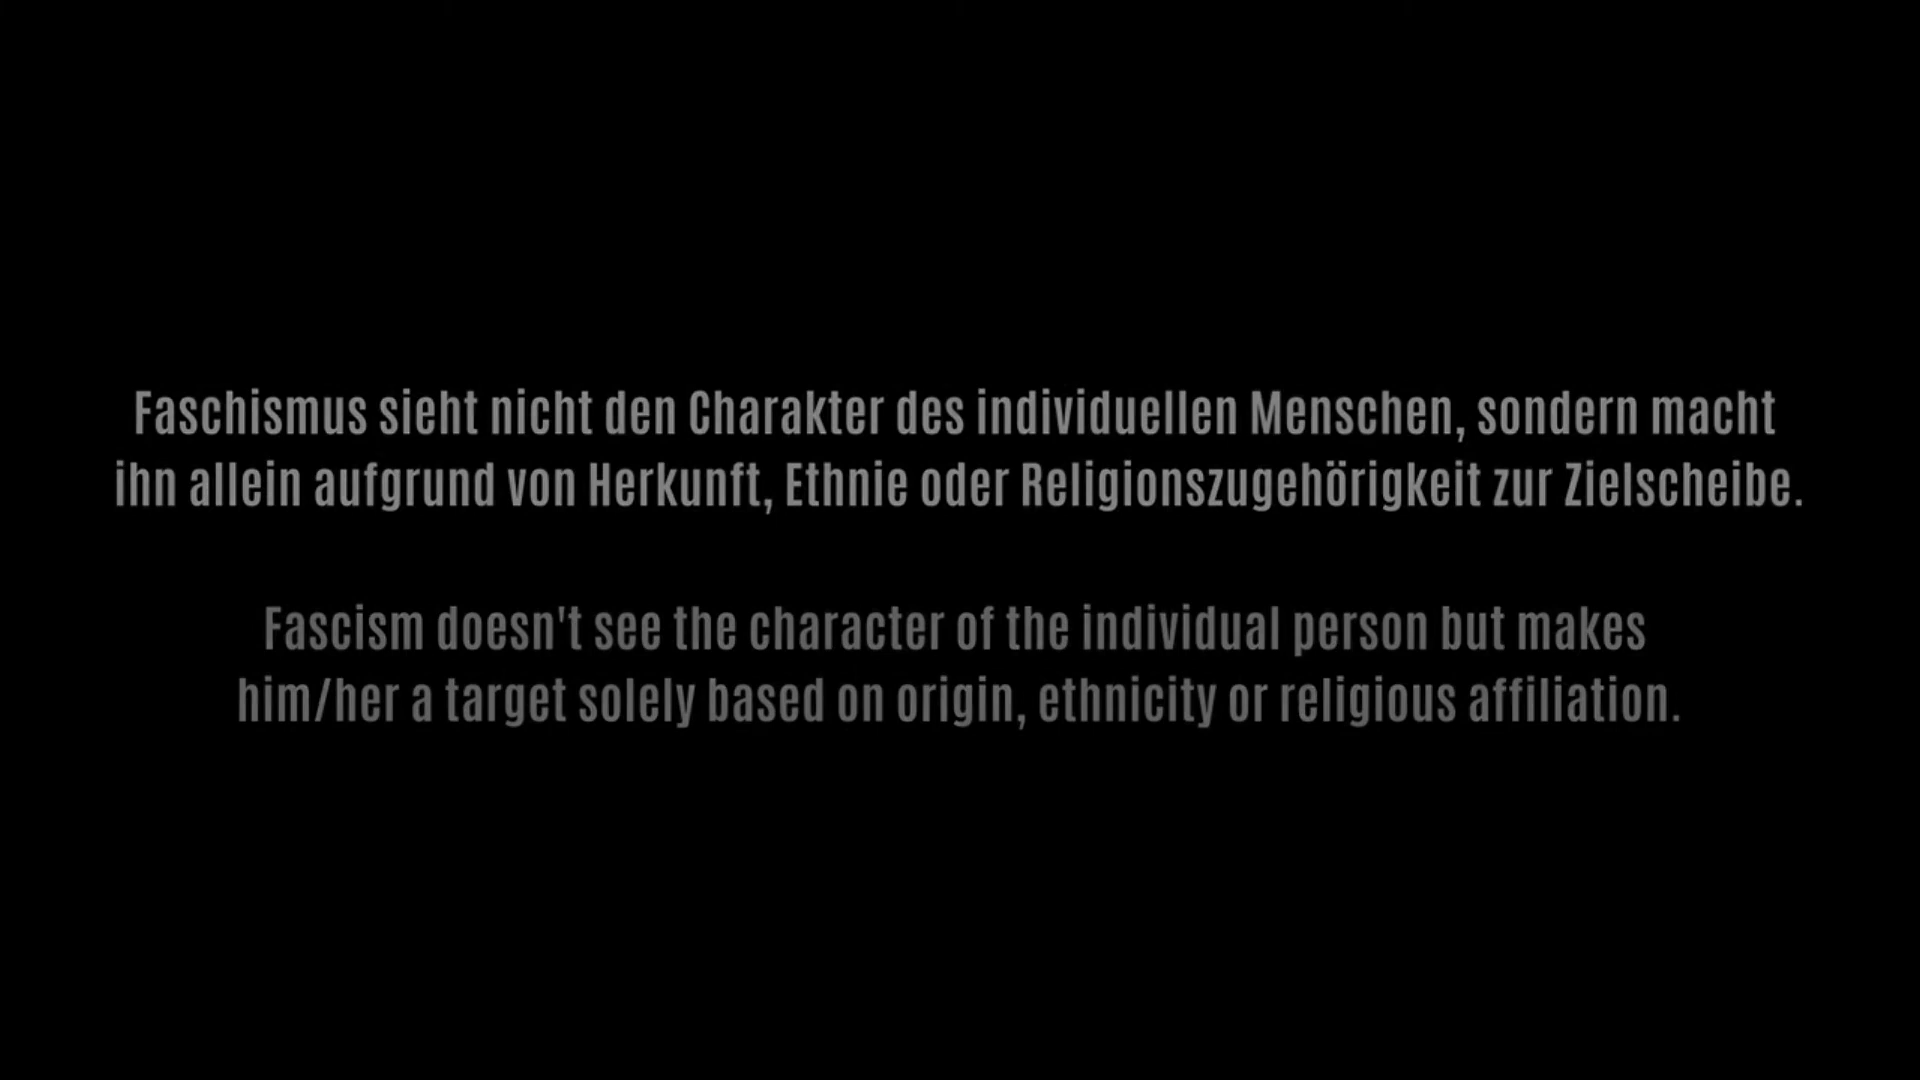 Faschismus sieht nicht den Charakter des individuellen Menschen, sondern macht
ihn allein aufgrund von Herkunft, Ethnie oder Religionszugehörigkeit zur Zielscheibe.
Fascism doesn't see the character of the individual person but makes
him/her a target solely based on origin, ethnicity or religious affiliation.